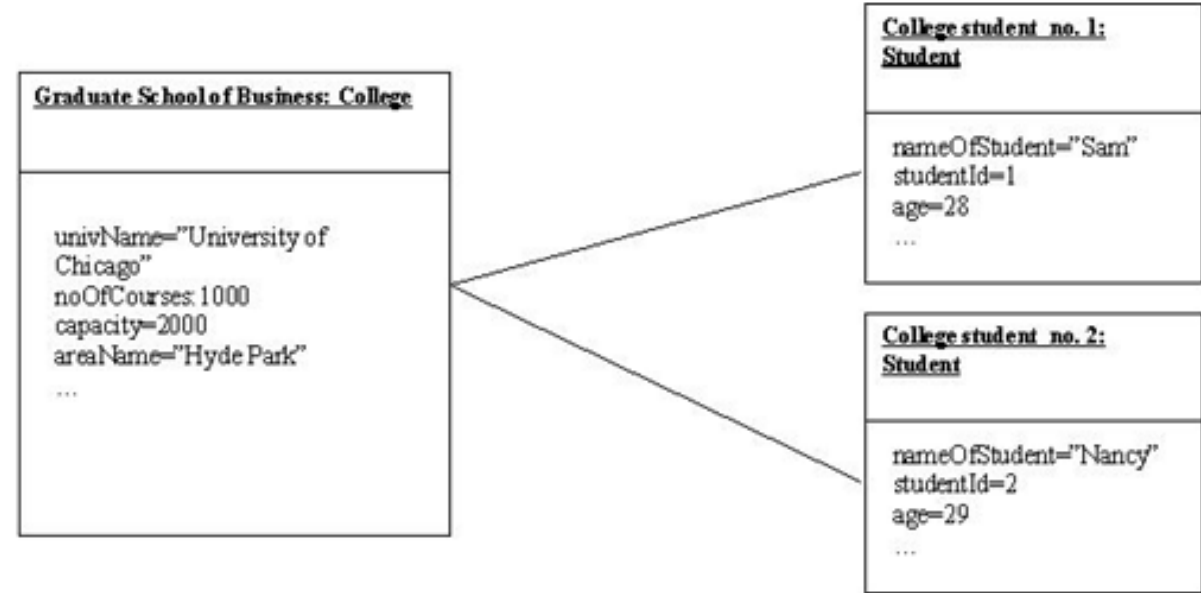 Graduate School of Business: College
univName="University of
Chicago"
noOfCourses:1000
capacity=2000
areaName="Hyde Park"
...
College student no. 1:
Student
nameOfStudent="Sam"
studentId=1
age=28
...
College student no. 2:
Student
nameOfStudent="Nancy"
studentId=2
age=29
...